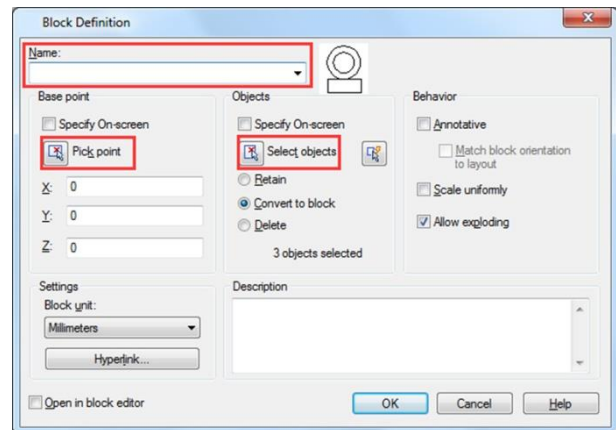 Block Definition
Name:
Base point
Specify On-screen
Pick point
X: 0
Y: 0
Z: 0
Objects
Specify On-screen
Select objects
Retain
Convert to block
Delete
3 objects selected
Behavior
Annotative
Match block orientation
to layout
Scale uniformly
Allow exploding
Settings
Block unit:
Millimeters
Hyperlink...
Description
Open in block editor
OK
Cancel
Help